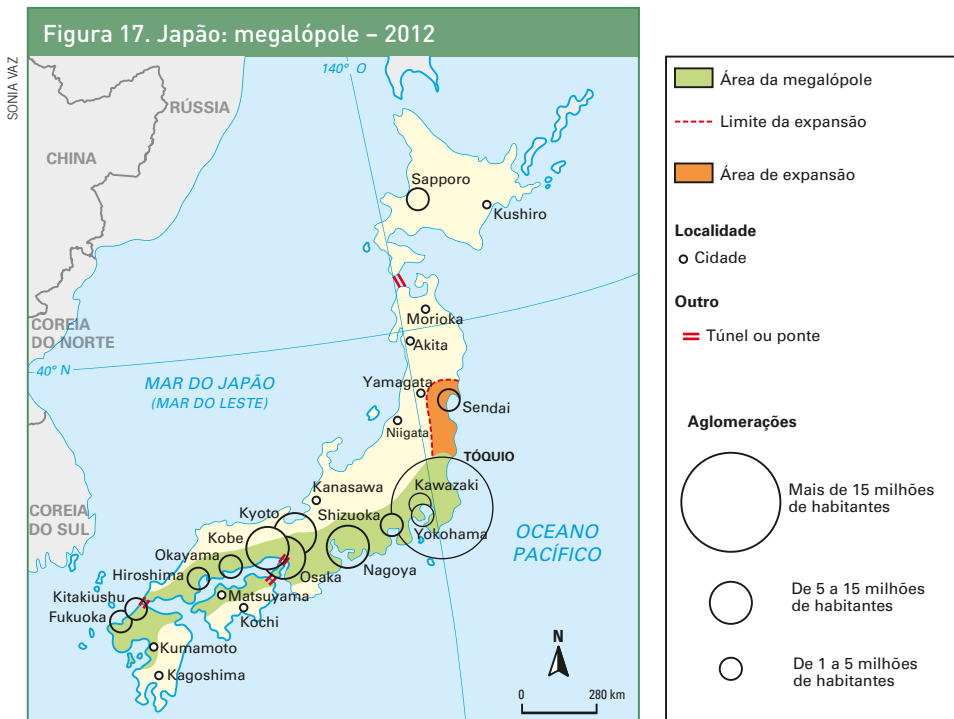 Figura 17. Japão: megalópole – 2012
SONIA VAZ
140° O
RÚSSIA
CHINA
Sapporo
Kushiro
COREIA
DO NORTE
Morioka
Akita
40° N
MAR DO JAPÃO
(MAR DO LESTE)
Yamagata
Sendai
Niigata
TÓQUIO
Kanasawa
Kawazaki
COREIA
DO SUL
Kyoto
Shizuoka
Kobe
Yokohama
OCEANO
PACÍFICO
Okayama
Hiroshima
Osaka
Nagoya
Kitakiushu
Matsuyama
Fukuoka
Kochi
Kumamoto
Kagoshima
N
0 280 km
Área da megalópole
Limite da expansão
Área de expansão
Localidade
Cidade
Outro
Túnel ou ponte
Aglomerações
Mais de 15 milhões
de habitantes
De 5 a 15 milhões
de habitantes
De 1 a 5 milhões
de habitantes